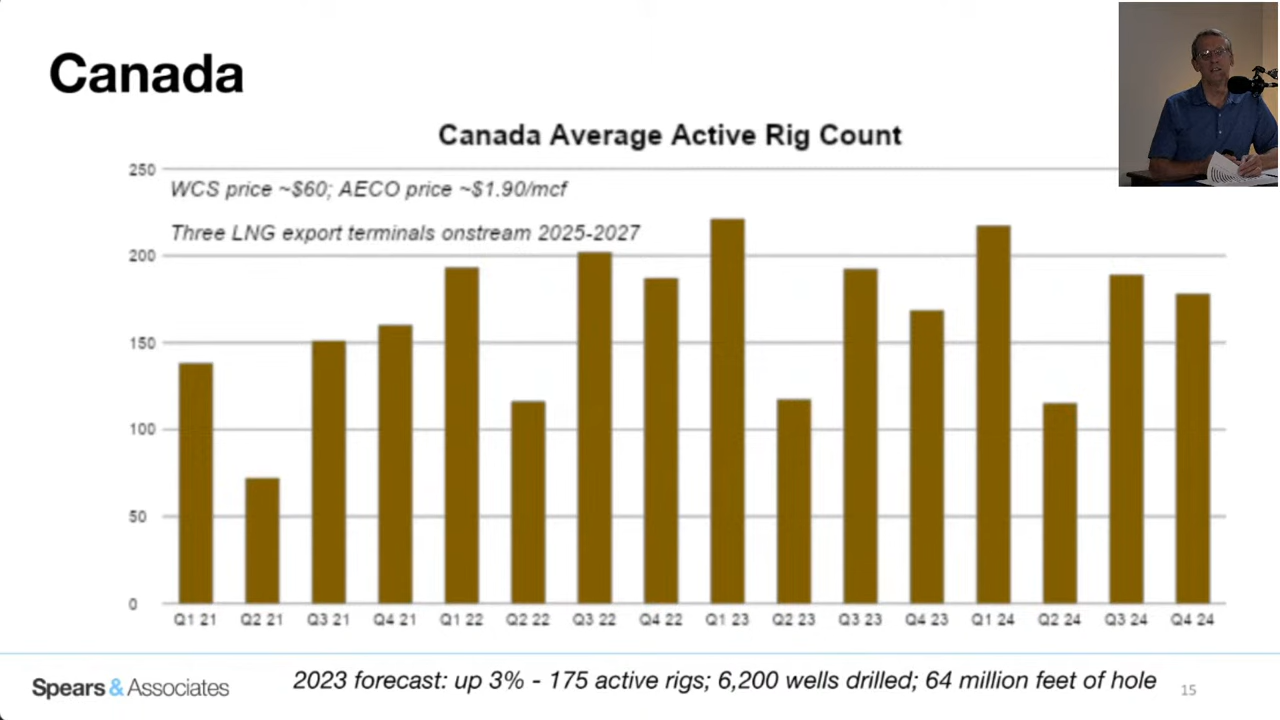 Canada
Canada Average Active Rig Count
250
WCS price ~$60; AECO price ~$1.90/mcf
Three LNG export terminals onstream 2025-2027
200
150
100
50
0
Q1 21 Q2 21 Q3 21 Q4 21 Q1 22 Q2 22 Q3 22 Q4 22 Q1 23 Q2 23 Q3 23 Q4 23 Q1 24 Q2 24 Q3 24 Q4 24
Spears & Associates
2023 forecast: up 3% - 175 active rigs; 6,200 wells drilled; 64 million feet of hole
15